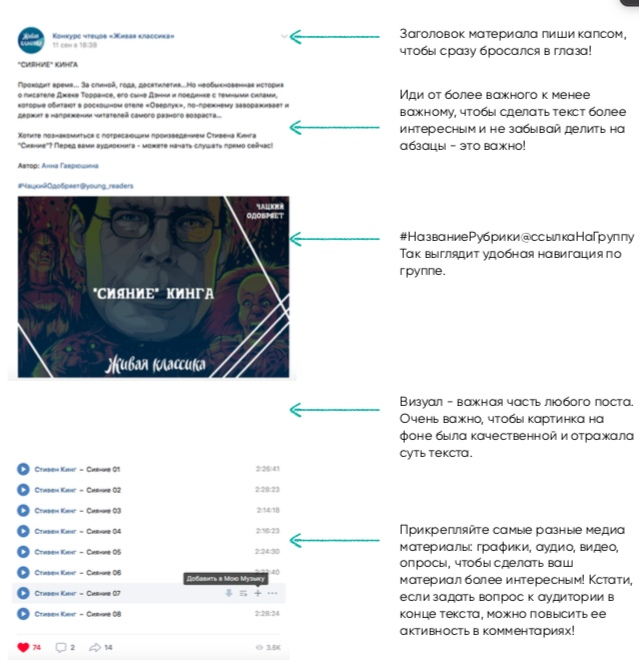 Живая
классика
Конкурс чтецов «Живая классика»
11 сен в 18:38
"СИЯНИЕ" КИНГА
Проходит время... За спиной, года, десятилетия...Но необыкновенная история
о писателе Джеке Торрансе, его сыне Дэнни и поединке с темными силами,
которые обитают в роскошном отеле «Оверлук», по-прежнему завораживает и
держит в напряжении читателей самого разного возраста...
Хотите познакомиться с потрясающим произведением Стивена Кинга
"Сияние"? Перед вами аудиокнига - можете начать слушать прямо сейчас!
Автор: Анна Гаврюшина
#ЧацкийОдобряет@young_readers
ЧАЦКИЙ
ОДОБРЯЕТ
"СИЯНИЕ" КИНГА
Живая классика
Стивен Кинг – Сияние 01 2:26:41
Стивен Кинг – Сияние 02 2:29:23
Стивен Кинг – Сияние 03 2:14:18
Стивен Кинг – Сияние 04 2:16:23
Стивен Кинг – Сияние 05 2:24:30
Стивен Кинг – Сияние 06 :40
Добавить в Мою Музыку
Стивен Кинг – Сияние 07
Стивен Кинг – Сияние 08 2:28:24
74 2 14 3.6K
Заголовок материала пиши капсом,
чтобы сразу бросался в глаза!
Иди от более важного к менее
важному, чтобы сделать текст более
интересным и не забывай делить на
абзацы - это важно!
#НазваниеРубрики@ссылкаНаГруппу
Так выглядит удобная навигация по
группе.
Визуал - важная часть любого поста.
Очень важно, чтобы картинка на
фоне была качественной и отражала
суть текста.
Прикрепляйте самые разные медиа
материалы: графики, аудио, видео,
опросы, чтобы сделать ваш
материал более интересным! Кстати,
если задать вопрос к аудитории в
конце текста, можно повысить ее
активность в комментариях!